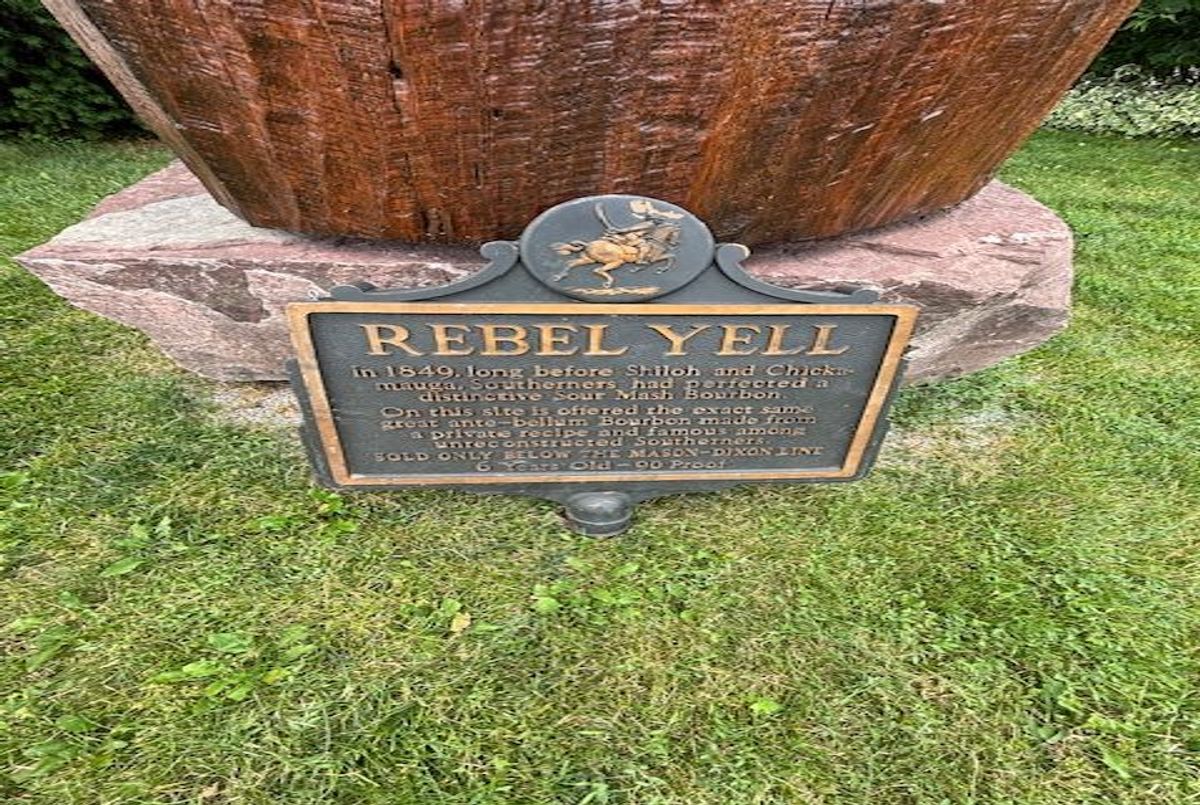 REBEL YELL
in 1849, long before Shiloh and Chicka-
mauga, Southerners had perfected a
distinctive Sour Mash Bourbon.
On this site is offered the exact same
great ante-bellum Bourbon made from
a private recipe and famous among
unreconstructed Southerners.
SOLD ONLY BELOW THE MASON-DIXON LINE
6 Years Old - 90 Proof